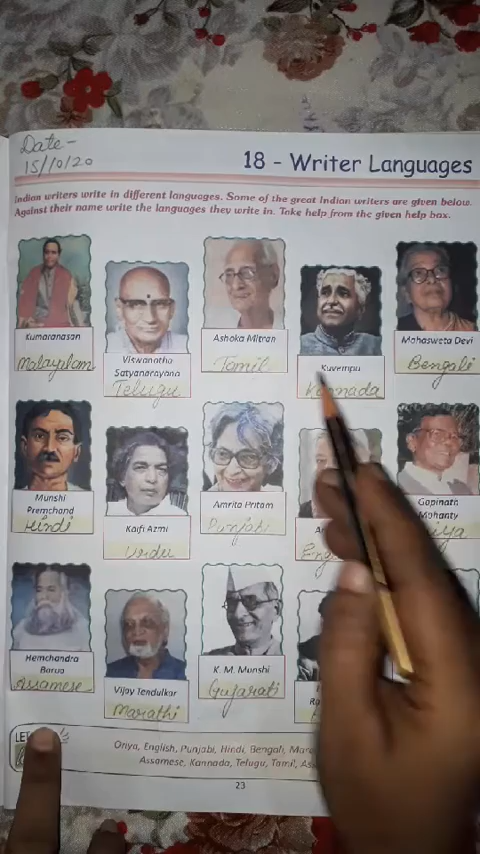 Date-
15/10/20
18 - Writer Languages
Indian writers write in different languages. Some of the great Indian writers are given below.
Against their name write the languages they write in. Take help from the given help box.
Kumaranasan
Malayilam
Viswanatha
Satyanarayana
Telugu
Ashoka Mitran
Tamil
Kuvempu
Kannada
Mahasweta Devi
Bengali
Munshi
Premchand
Hindi
Kaifi Azmi
Urdu
Amrita Pritam
Punjabi
Gopinath
Mohanty
Hemchandra
Barua
Assamese
Vijay Tendulkar
Marathi
K. M. Munshi
Gujarati
Oriya, English, Punjabi, Hindi, Bengali,
Assamese, Kannada, Telugu, Tamil,
23